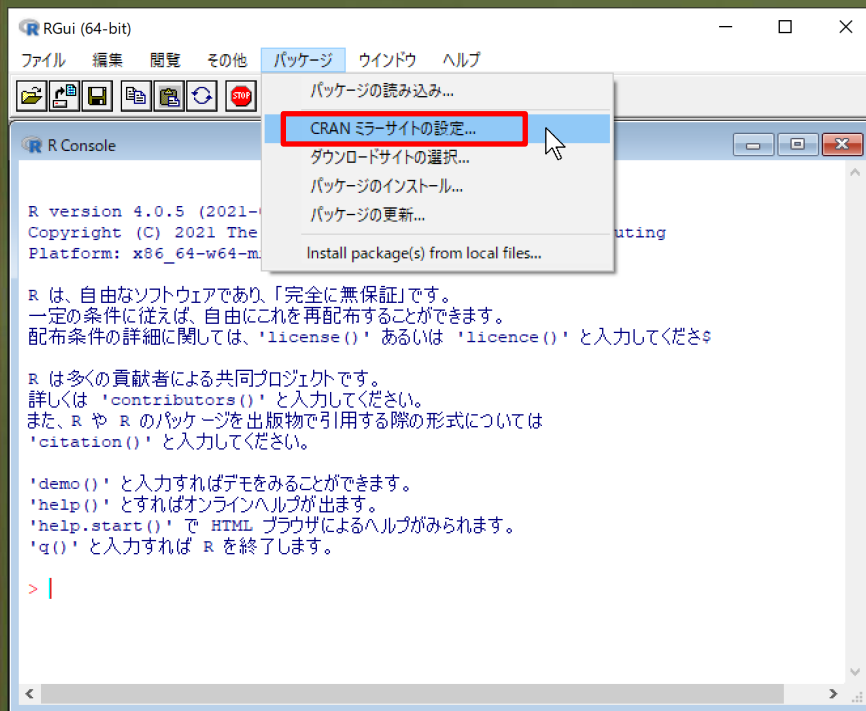 RGui (64-bit)
ファイル 編集 閲覧 その他 パッケージ ウインドウ ヘルプ
STOP
パッケージの読み込み...
CRAN ミラーサイトの設定...
ダウンロードサイトの選択...
パッケージのインストール...
パッケージの更新...
Install package(s) from local files...
R Console
R version 4.0.5 (2021-
Copyright (C) 2021 The uting
Platform: x86_64-w64-m
R は、自由なソフトウェアであり、「完全に無保証」です。
一定の条件に従えば、自由にこれを再配布することができます。
配布条件の詳細に関しては、'license()' あるいは 'licence()' と入力してくださ$
R は多くの貢献者による共同プロジェクトです。
詳しくは 'contributors()' と入力してください。
また、R や R のパッケージを出版物で引用する際の形式については
'citation()' と入力してください。
'demo()' と入力すればデモをみることができます。
'help()' とすればオンラインヘルプが出ます。
'help.start()' で HTML ブラウザによるヘルプがみられます。
'q()' と入力すれば R を終了します。
>